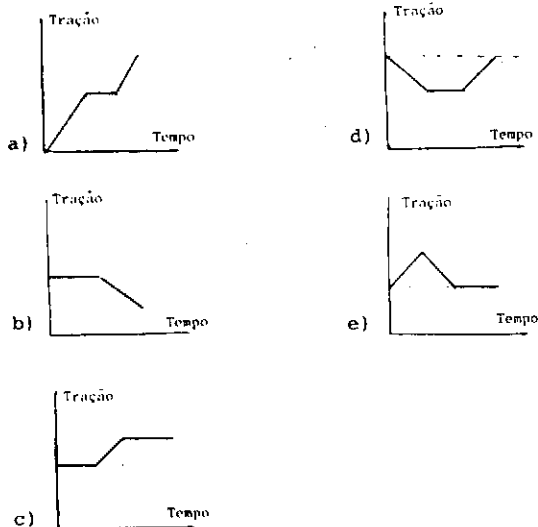 Tração
a)
Tempo
Tração
b)
Tempo
Tração
c)
Tempo
Tração
d)
Tempo
Tração
e)
Tempo